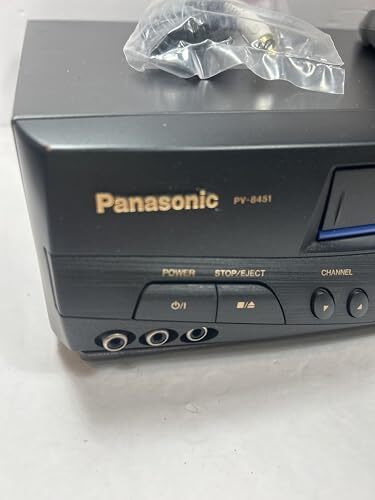 Panasonic PV-8451
POWER STOP/EJECT CHANNEL